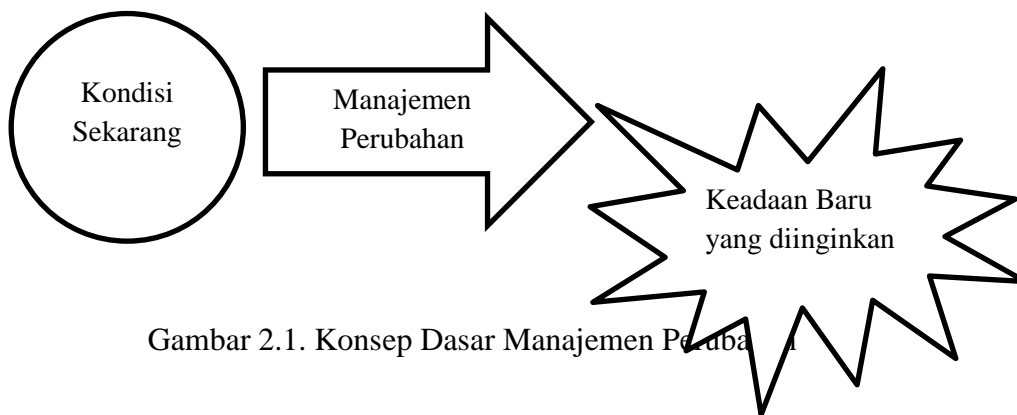 Kondisi
Sekarang
Manajemen
Perubahan
Keadaan Baru
yang diinginkan
Gambar 2.1. Konsep Dasar Manajemen